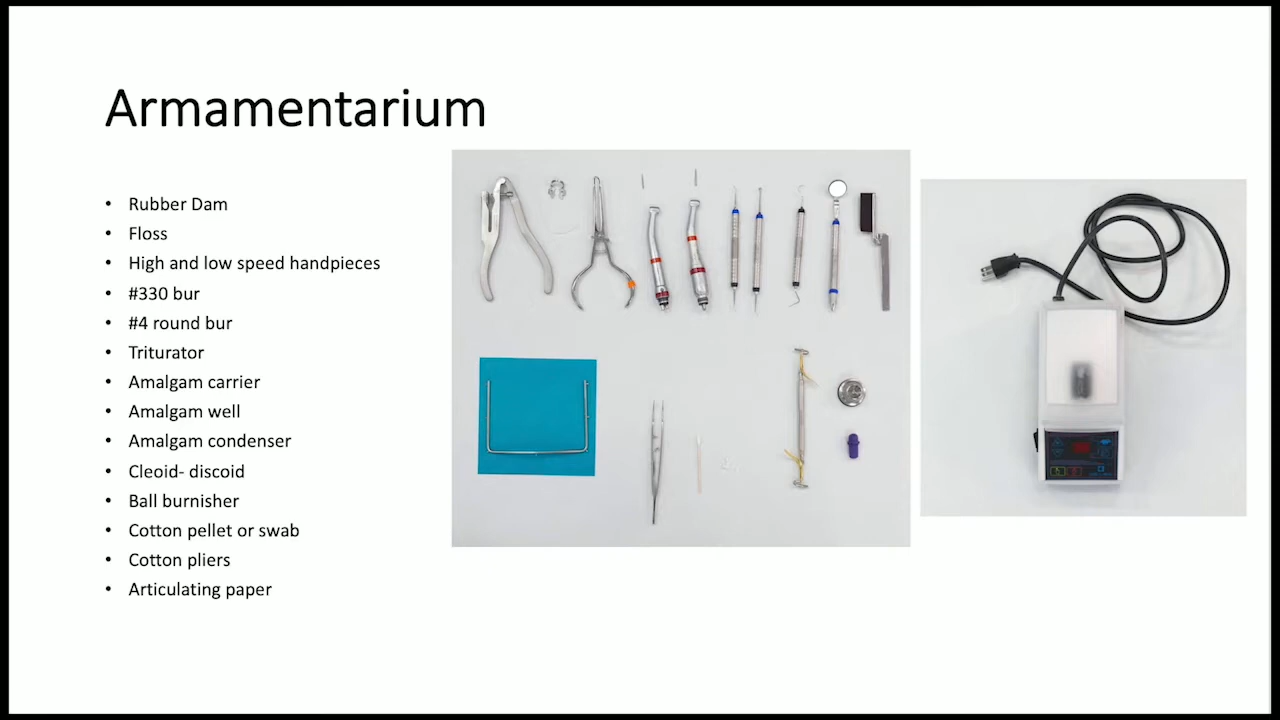 Armamentarium
• Rubber Dam
• Floss
• High and low speed handpieces
• #330 bur
• #4 round bur
• Triturator
• Amalgam carrier
• Amalgam well
• Amalgam condenser
• Cleoid- discoid
• Ball burnisher
• Cotton pellet or swab
• Cotton pliers
• Articulating paper